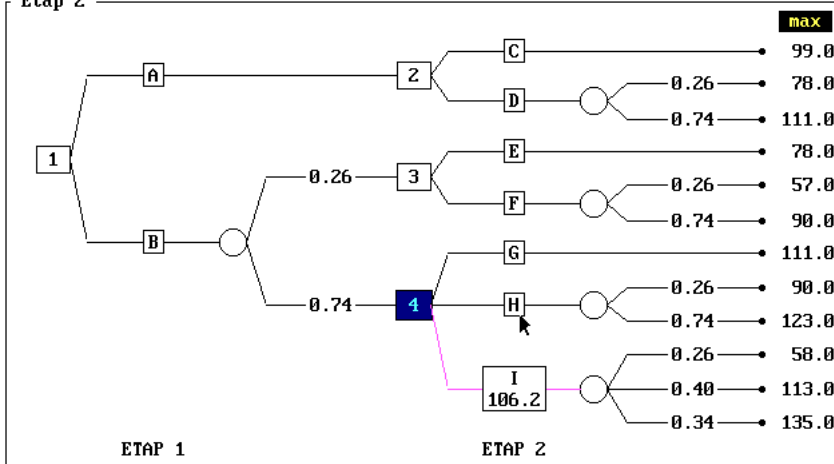 Etap 2
max
C 99.0
A 2 0.26 78.0
D
0.74 111.0
1 E 78.0
0.26 3 0.26 57.0
F
0.74 90.0
B G 111.0
0.26 90.0
0.74 4 H
0.74 123.0
0.26 58.0
I
106.2 0.40 113.0
0.34 135.0
ETAP 1 ETAP 2